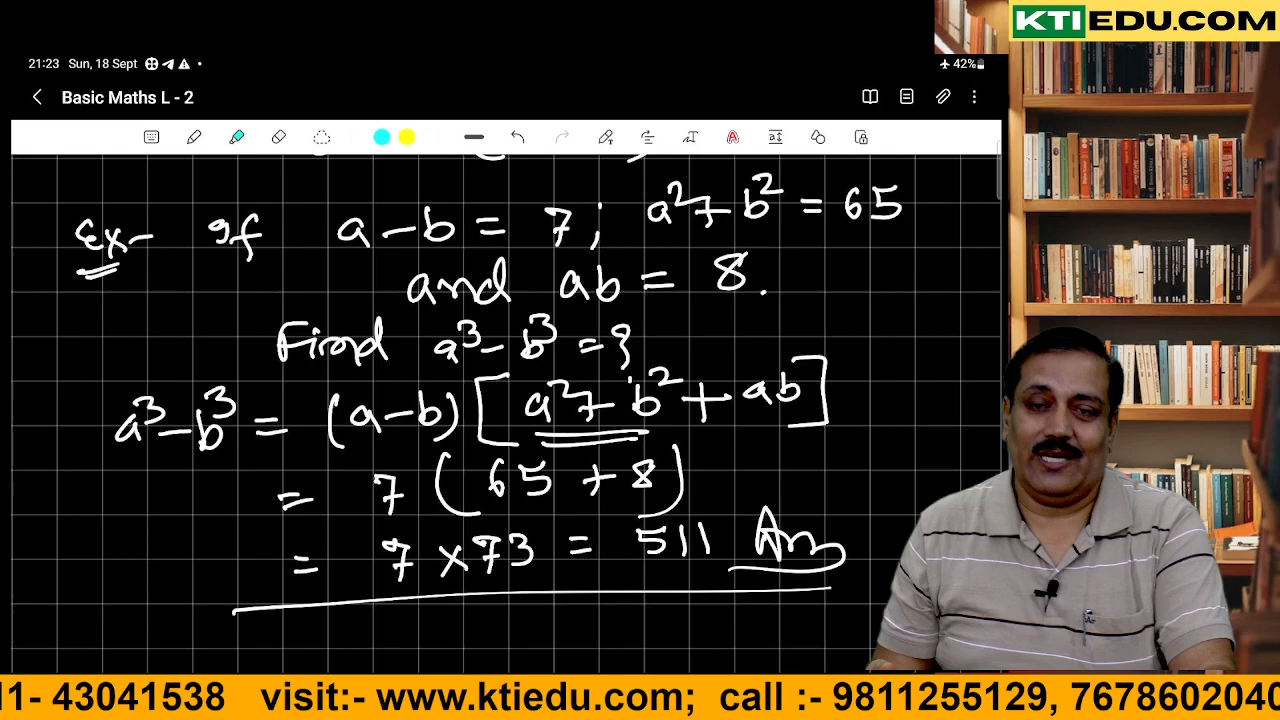 KTIEDU.COM
21:23 Sun, 18 Sept
42%
Basic Maths L - 2
Ex- If a-b = 7; a²+b² = 65
and ab = 8.
Find a³-b³ = ?
a³-b³ = (a-b) [a²+b²+ab]
= 7 (65+8)
= 7×73 = 511 Ans
11- 43041538 visit:- www.ktiedu.com; call :- 9811255129, 7678602040